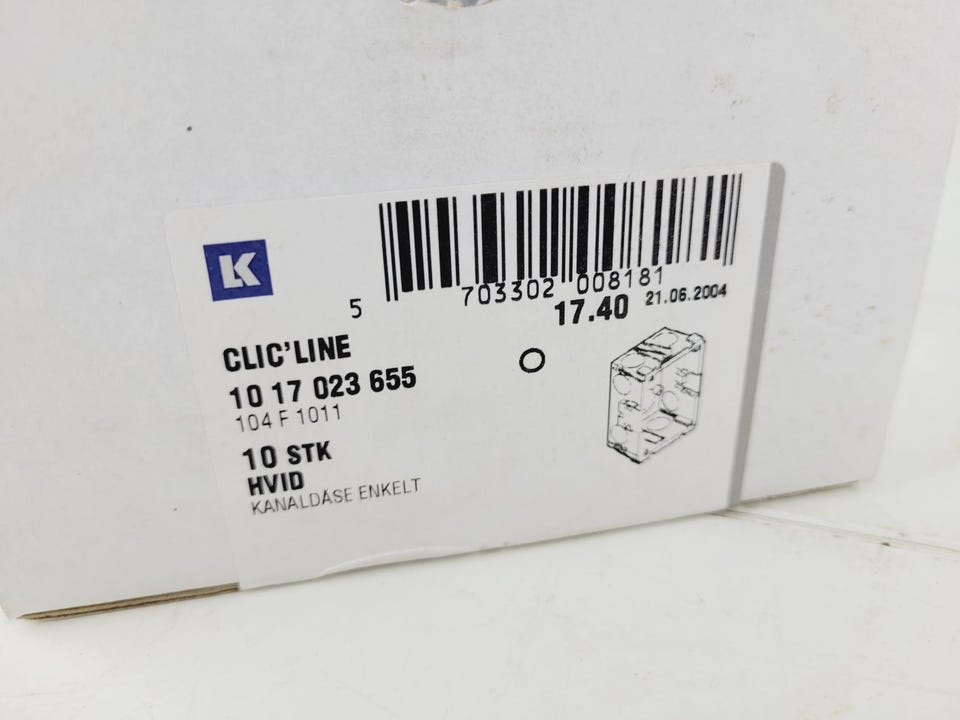 LK
5 703302 008181
17.40 21.06.2004
CLIC'LINE
10 17 023 655
104 F 1011
10 STK
HVID
KANALDÅSE ENKELT